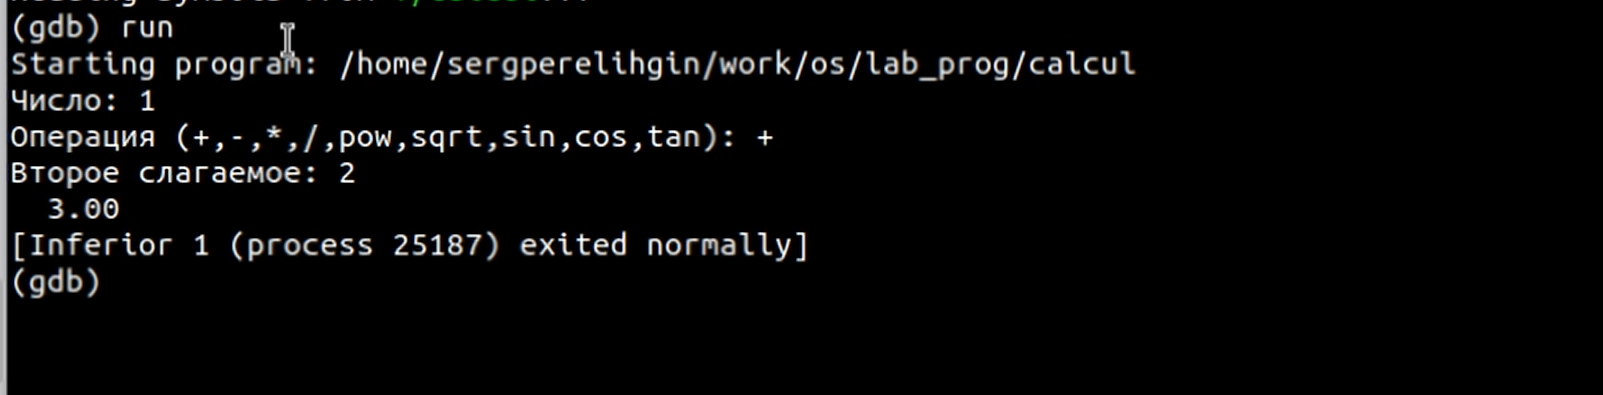 (gdb) run
Starting program: /home/sergperelihgin/work/os/lab_prog/calcul
Число: 1
Операция (+,-,*,/,pow,sqrt,sin,cos,tan): +
Второе слагаемое: 2
  3.00
[Inferior 1 (process 25187) exited normally]
(gdb)